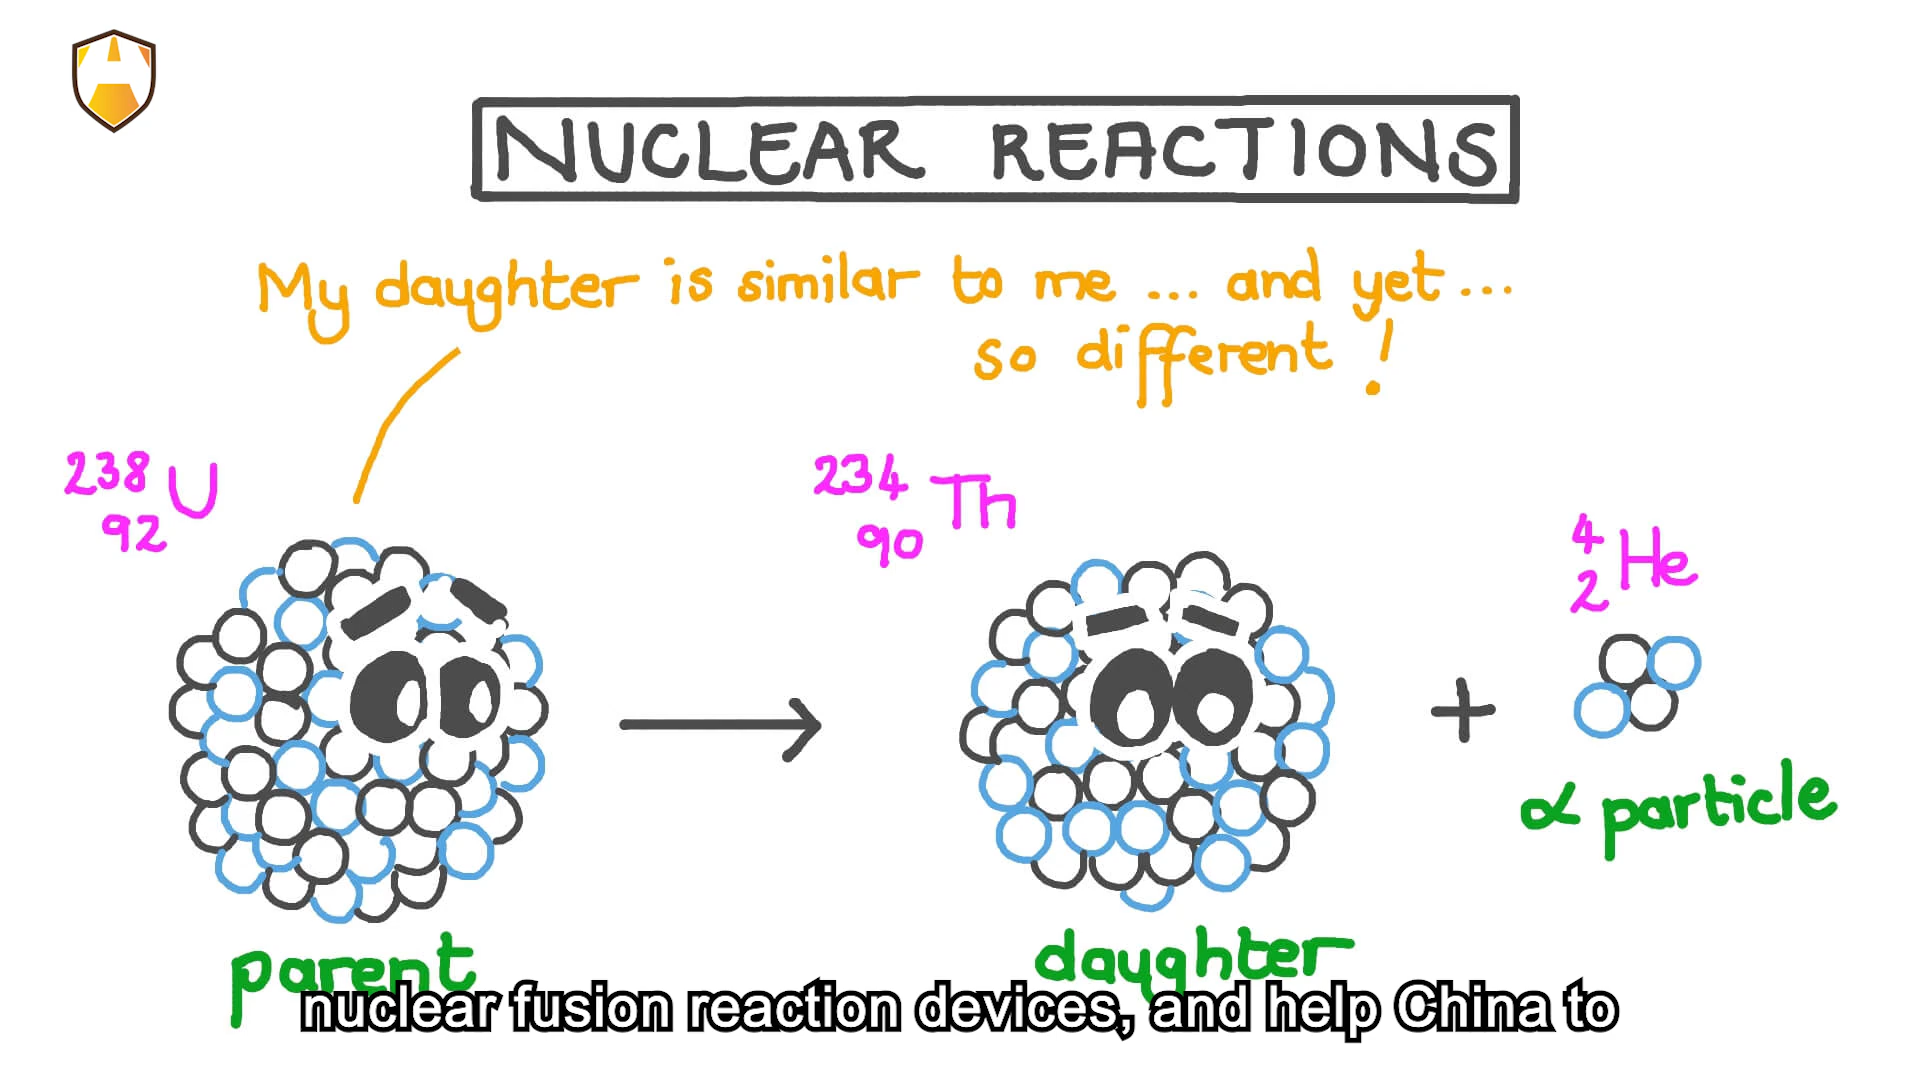 NUCLEAR REACTIONS
My daughter is similar to me ... and yet ...
so different !
238
92 U
234
90 Th
4
2 He
α particle
parent
daughter
nuclear fusion reaction devices, and help China to